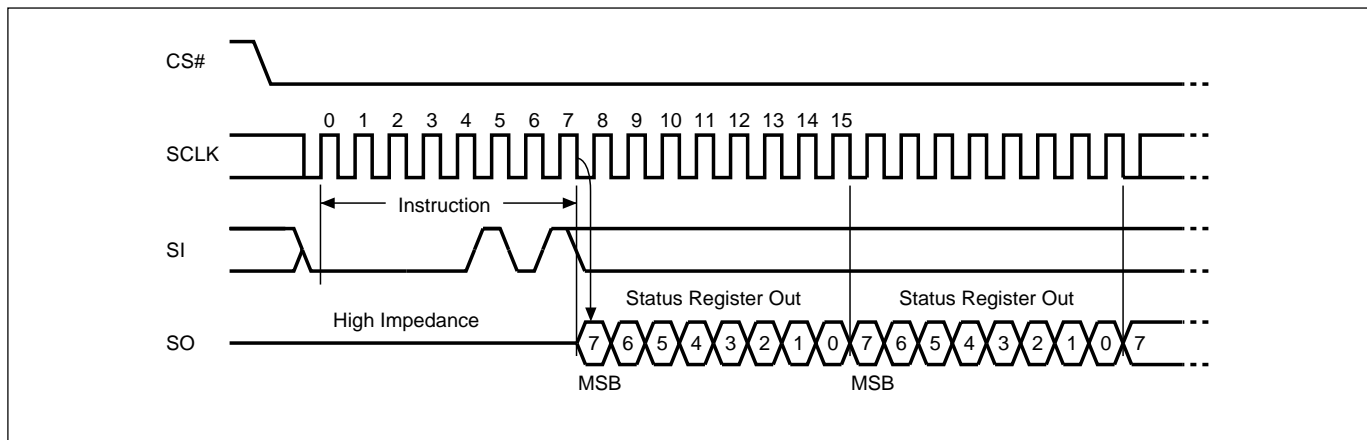 CS#
0 1 2 3 4 5 6 7 8 9 10 11 12 13 14 15
SCLK
Instruction
SI
Status Register Out Status Register Out
High Impedance
SO
7 6 5 4 3 2 1 0 7 6 5 4 3 2 1 0 7
MSB MSB